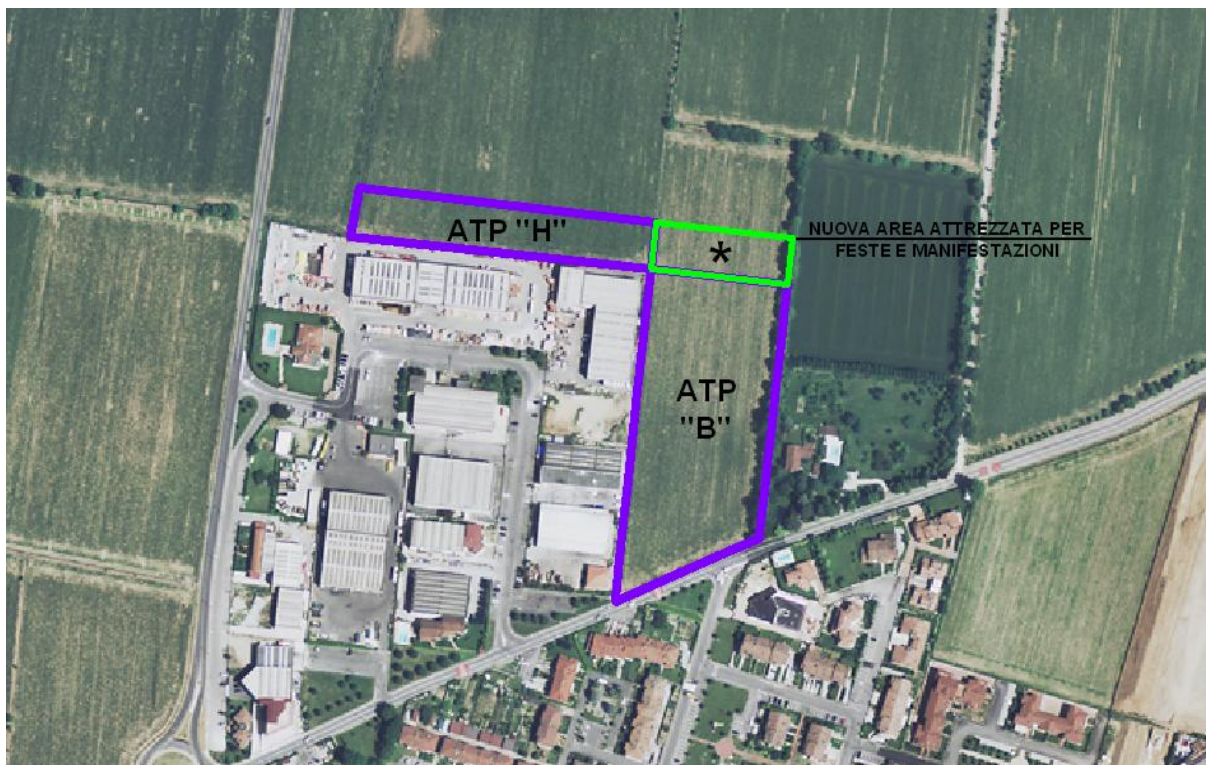 ATP "H"
*
NUOVA AREA ATTREZZATA PER
FESTE E MANIFESTAZIONI
ATP
"B"